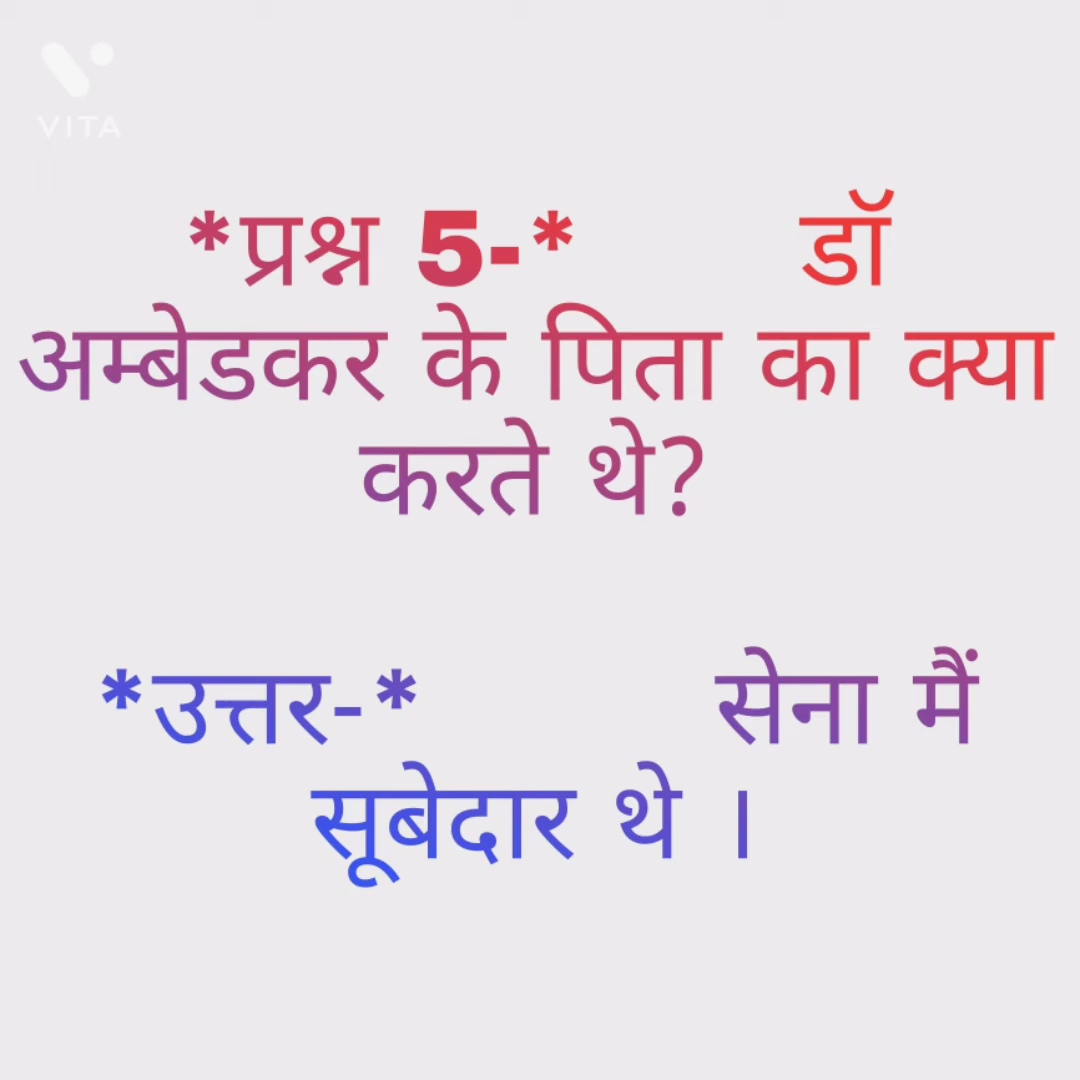 VITA
*प्रश्न 5-* डॉ
अम्बेडकर के पिता का क्या
करते थे?
*उत्तर-* सेना मैं
सूबेदार थे ।